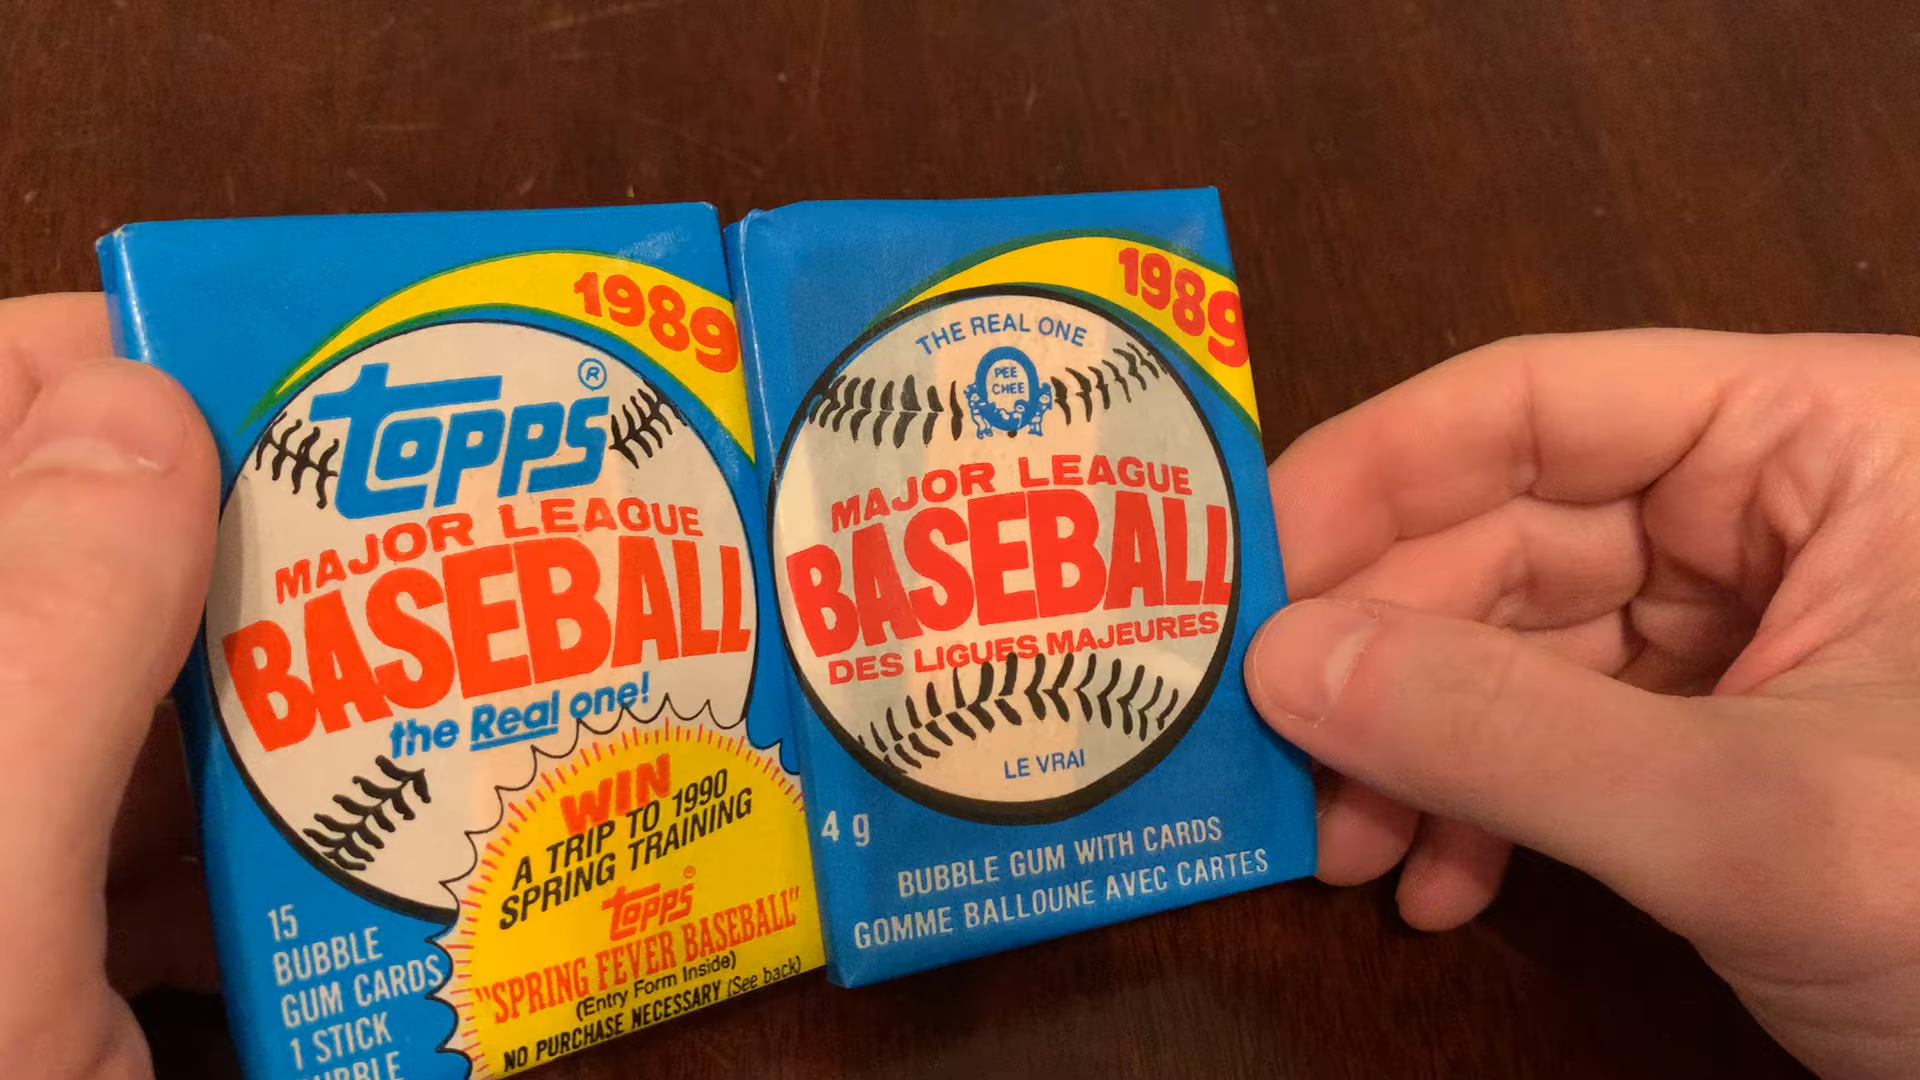 1989
Topps®
MAJOR LEAGUE
BASEBALL
the Real one!
WIN
A TRIP TO 1990
SPRING TRAINING
Topps®
"SPRING FEVER BASEBALL"
(Entry Form Inside)
NO PURCHASE NECESSARY (See back)
15
BUBBLE
GUM CARDS
1 STICK
BUBBLE
1989
THE REAL ONE
PEE
CHEE
MAJOR LEAGUE
BASEBALL
DES LIGUES MAJEURES
LE VRAI
4 g
BUBBLE GUM WITH CARDS
GOMME BALLOUNE AVEC CARTES